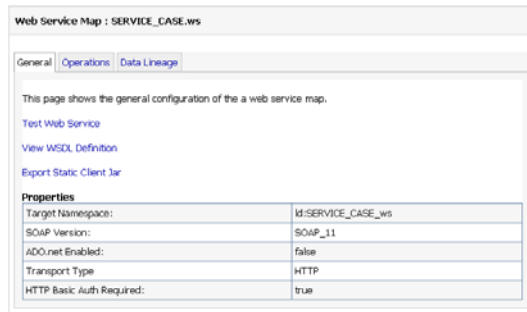 Web Service Map : SERVICE_CASE.ws
General Operations Data Lineage
This page shows the general configuration of the a web service map.
Test Web Service
View WSDL Definition
Export Static Client Jar
Properties
Target Namespace: ld:SERVICE_CASE_ws
SOAP Version: SOAP_11
ADO.net Enabled: false
Transport Type HTTP
HTTP Basic Auth Required: true